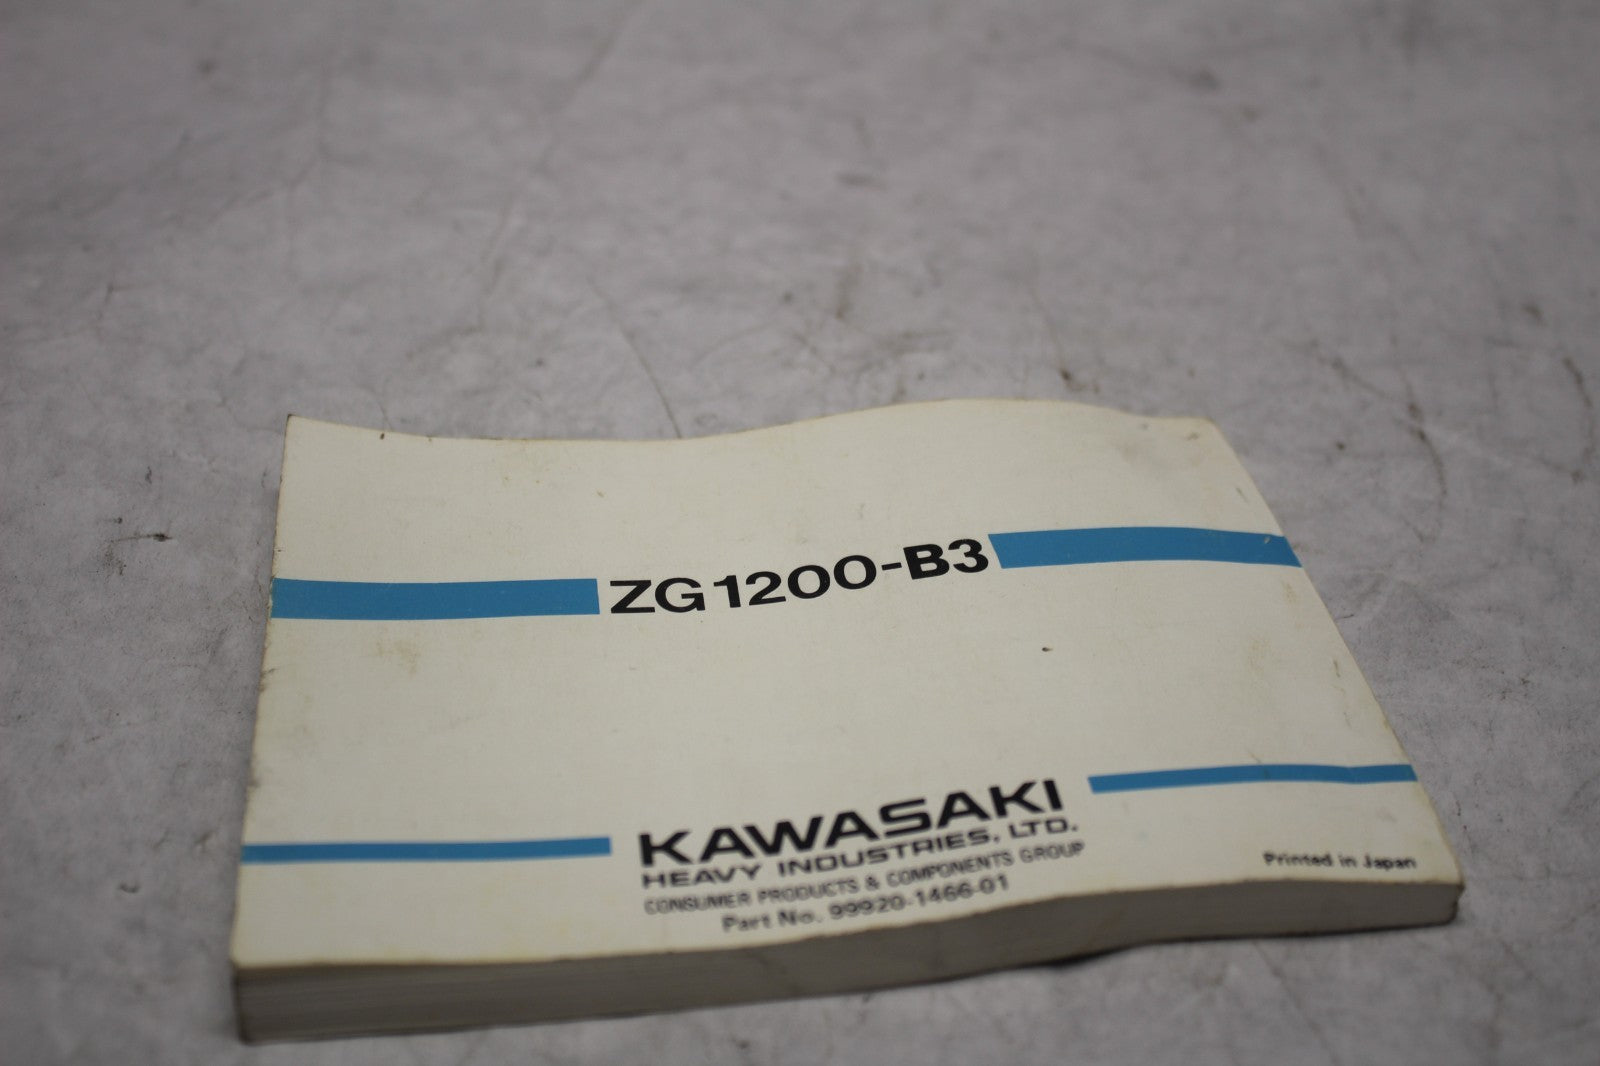 ZG1200-B3
KAWASAKI
HEAVY INDUSTRIES, LTD.
CONSUMER PRODUCTS & COMPONENTS GROUP
Part No. 99920-1466-01
Printed in Japan